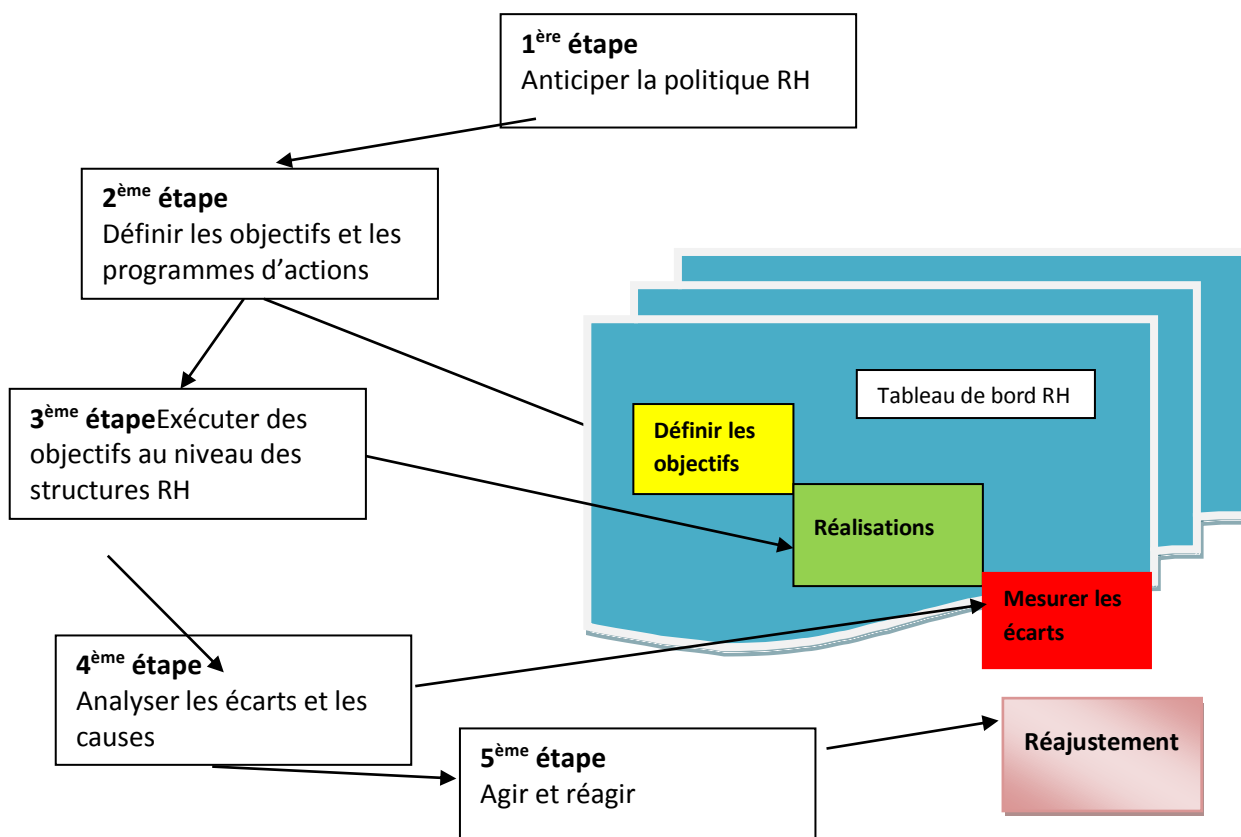 1ère étape
Anticiper la politique RH
2ème étape
Définir les objectifs et les
programmes d’actions
3ème étapeExécuter des
objectifs au niveau des
structures RH
Tableau de bord RH
Définir les
objectifs
Réalisations
Mesurer les
écarts
4ème étape
Analyser les écarts et les
causes
5ème étape
Agir et réagir
Réajustement